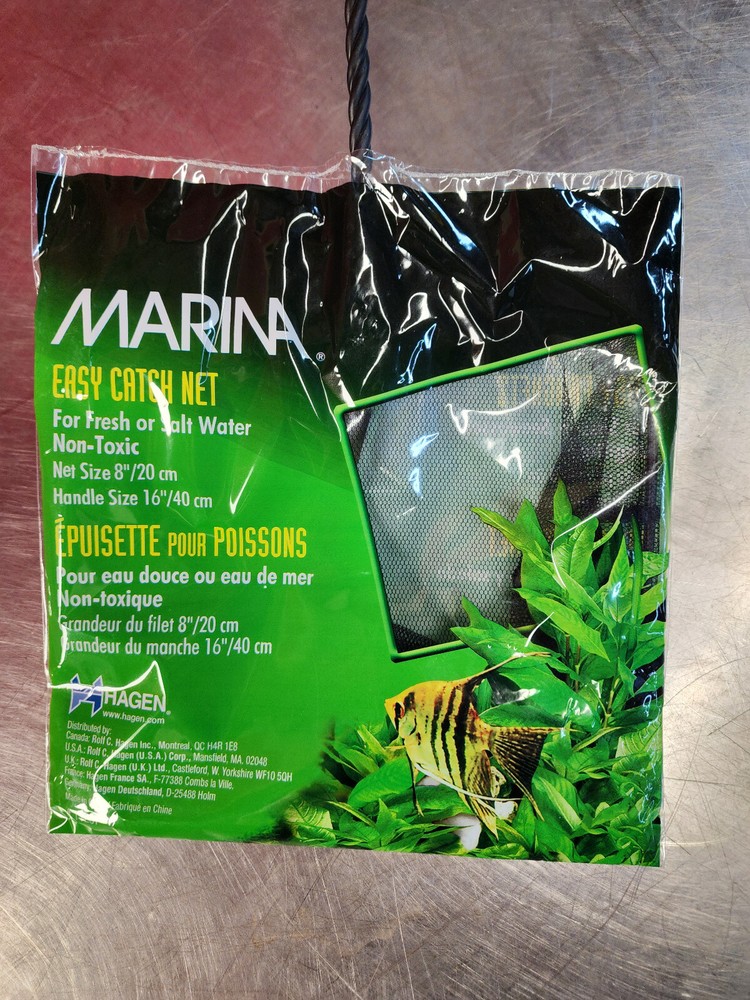 MARINA®
EASY CATCH NET
For Fresh or Salt Water
Non-Toxic
Net Size 8"/20 cm
Handle Size 16"/40 cm
ÉPUISETTE POUR POISSONS
Pour eau douce ou eau de mer
Non-toxique
Grandeur du filet 8"/20 cm
Grandeur du manche 16"/40 cm
HAGEN®
www.hagen.com
Distributed by:
Canada: Rolf C. Hagen Inc., Montreal, QC H4R 1E8
U.S.A.: Rolf C. Hagen (U.S.A.) Corp., Mansfield, MA. 02048
U.K.: Rolf C. Hagen (U.K.) Ltd., Castleford, W. Yorkshire WF10 5QH
France: Hagen France SA., F-77388 Combs la Ville,
Germany: Hagen Deutschland, D-25488 Holm
Fabriqué en Chine